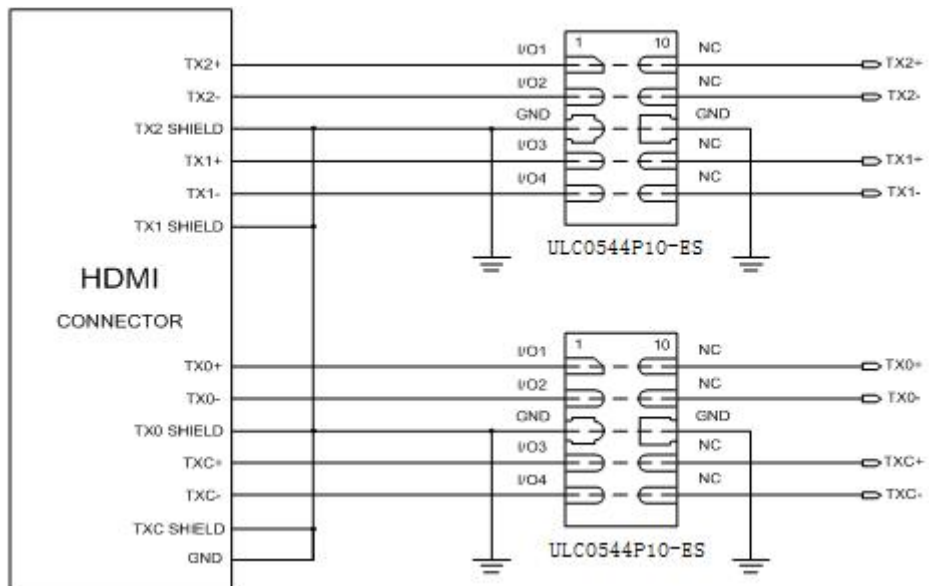 I/O1 1 10 NC
TX2+ TX2+
I/O2 NC
TX2- TX2-
GND GND
TX2 SHIELD
I/O3 NC
TX1+ TX1+
I/O4 NC
TX1- TX1-
TX1 SHIELD
ULC0544P10-ES
HDMI
CONNECTOR
I/O1 1 10 NC
TX0+ TX0+
I/O2 NC
TX0- TX0-
GND GND
TX0 SHIELD
I/O3 NC
TXC+ TXC+
I/O4 NC
TXC- TXC-
TXC SHIELD
ULC0544P10-ES
GND